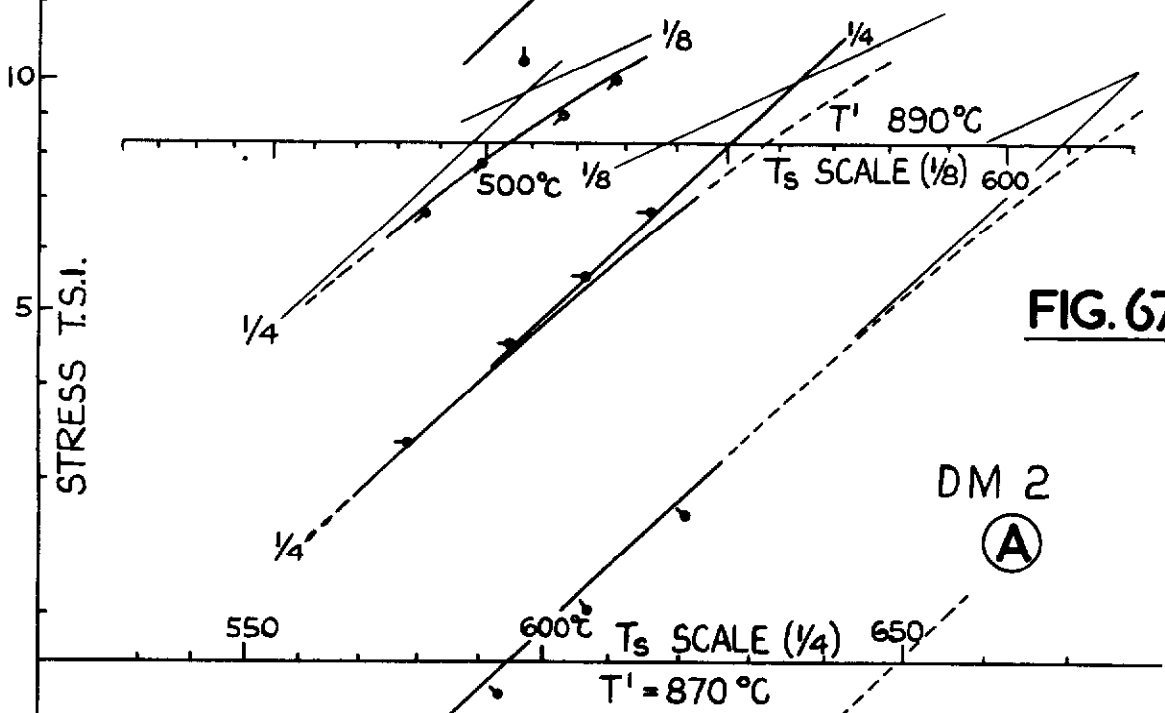 1/8
1/4
10
T' 890°C
500°C
1/8
Ts SCALE (1/8)
600
5
STRESS T.S.I.
1/4
FIG. 67
DM 2
A
1/4
550
600°C
Ts SCALE (1/4)
650
T' = 870°C